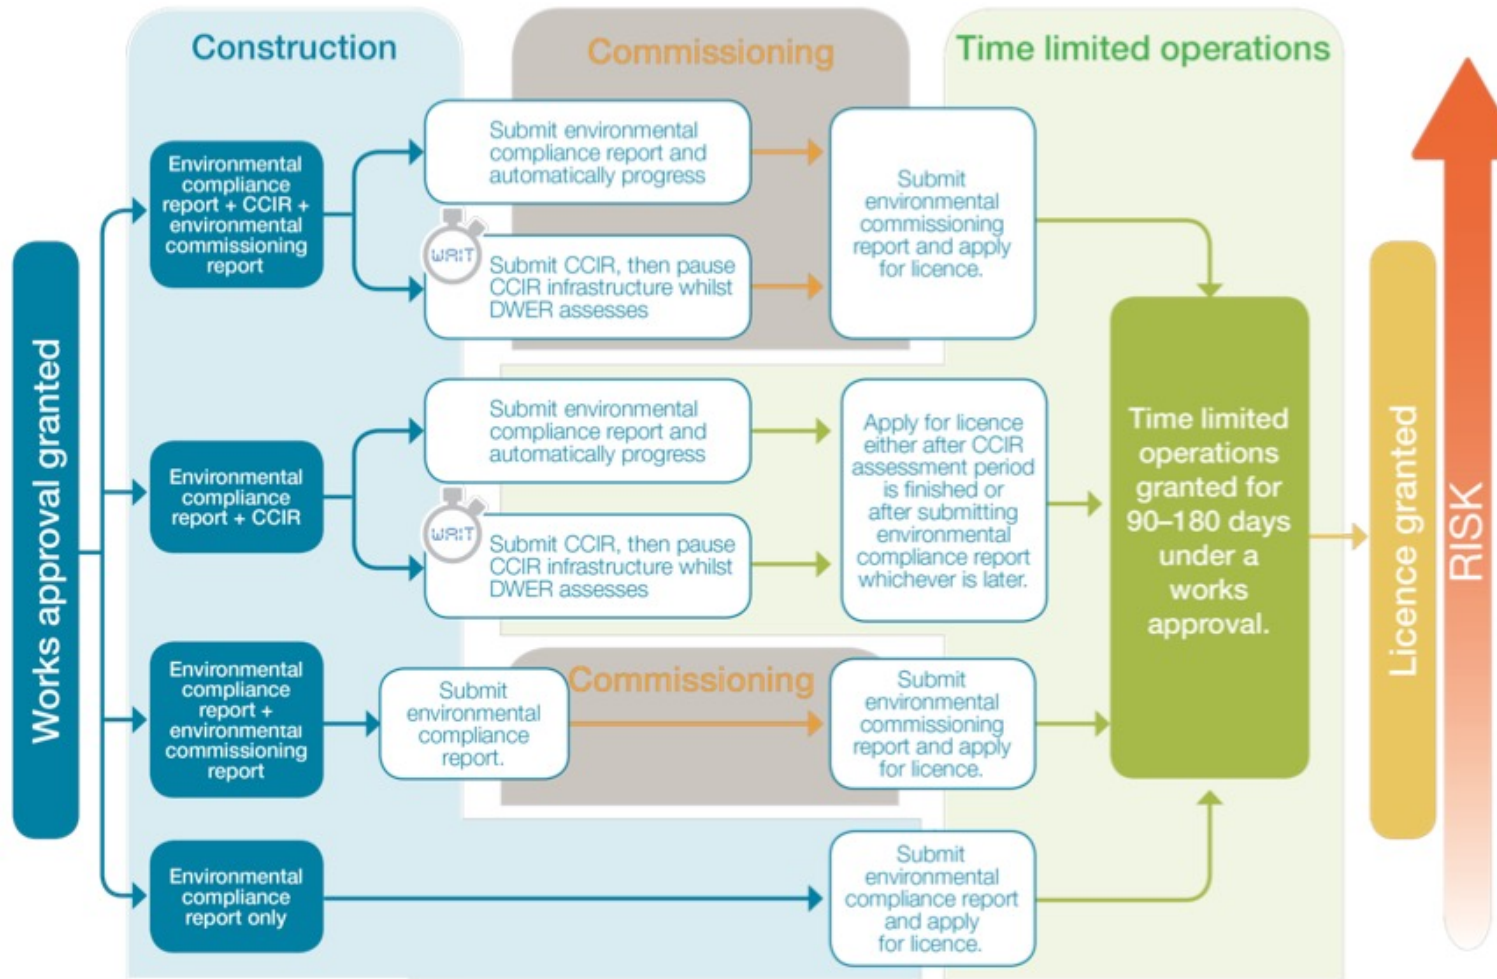 Construction
Commissioning
Time limited operations
Works approval granted
Environmental
compliance
report + CCIR +
environmental
commissioning
report
Submit environmental
compliance report and
automatically progress
WAIT
Submit CCIR, then pause
CCIR infrastructure whilst
DWER assesses
Submit
environmental
commissioning
report and apply
for licence.
Environmental
compliance
report + CCIR
Submit environmental
compliance report and
automatically progress
WAIT
Submit CCIR, then pause
CCIR infrastructure whilst
DWER assesses
Apply for licence
either after CCIR
assessment period
is finished or
after submitting
environmental
compliance report
whichever is later.
Environmental
compliance
report +
environmental
commissioning
report
Submit
environmental
compliance
report.
Commissioning
Submit
environmental
commissioning
report and apply
for licence.
Environmental
compliance
report only
Submit
environmental
compliance report
and apply
for licence.
Time limited
operations
granted for
90–180 days
under a
works
approval.
Licence granted
RISK